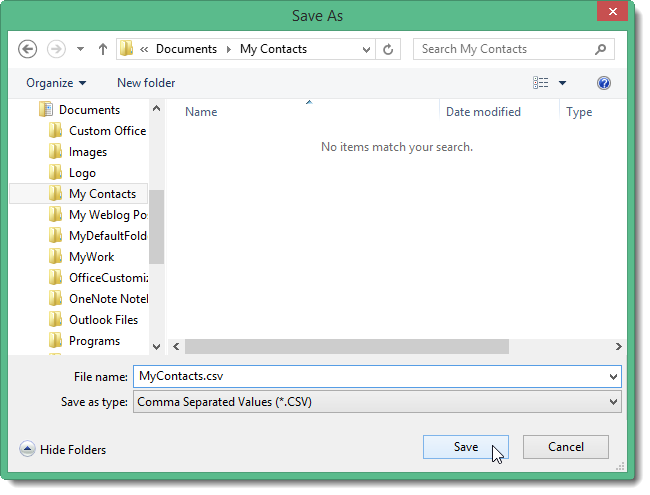 Save As
« Documents My Contacts
Search My Contacts
Organize
New folder
Documents
Custom Office
Images
Logo
My Contacts
My Weblog Po
MyDefaultFold
MyWork
OfficeCustomiz
OneNote Notel
Outlook Files
Programs
Name
Date modified
Type
No items match your search.
File name: MyContacts.csv
Save as type: Comma Separated Values (*.CSV)
Hide Folders
Save
Cancel